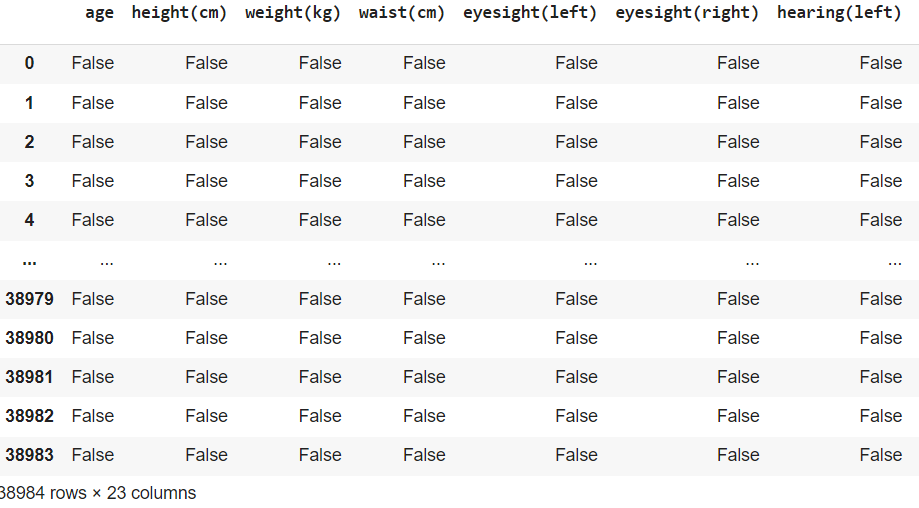 age height(cm) weight(kg) waist(cm) eyesight(left) eyesight(right) hearing(left)
0 False False False False False False False
1 False False False False False False False
2 False False False False False False False
3 False False False False False False False
4 False False False False False False False
... ... ... ... ... ... ... ...
38979 False False False False False False False
38980 False False False False False False False
38981 False False False False False False False
38982 False False False False False False False
38983 False False False False False False False
38984 rows × 23 columns